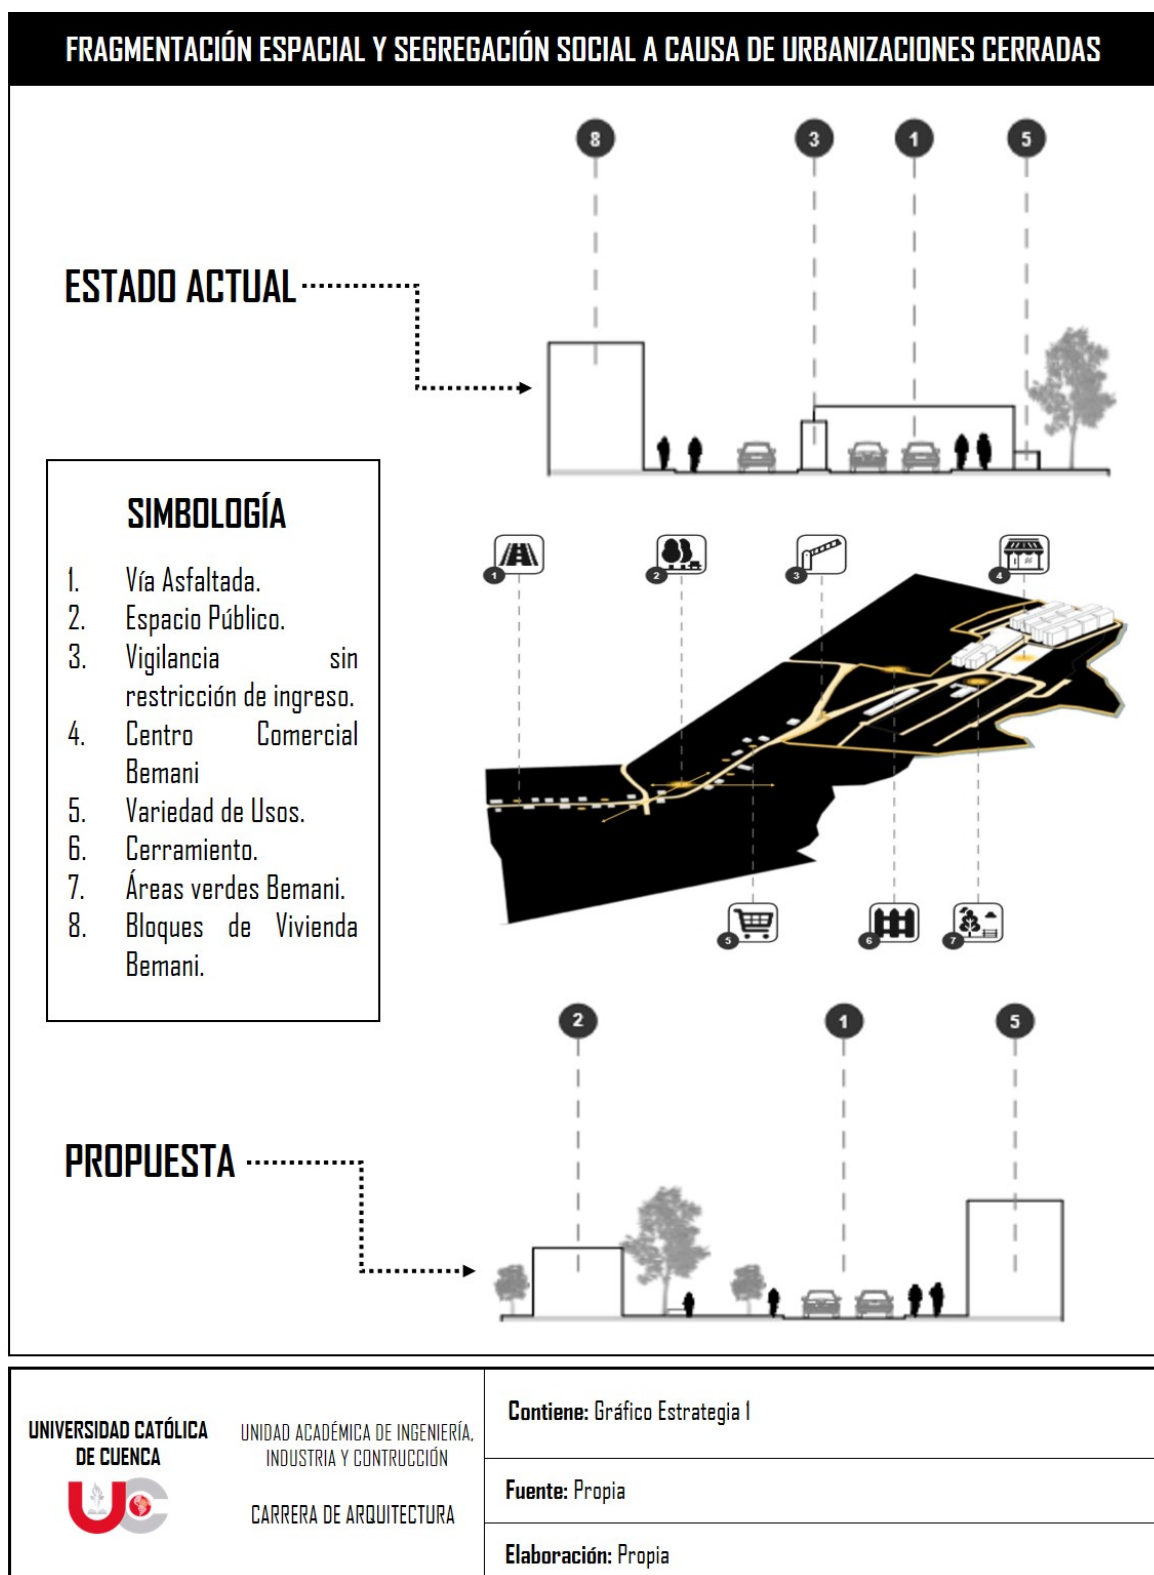 FRAGMENTACIÓN ESPACIAL Y SEGREGACIÓN SOCIAL A CAUSA DE URBANIZACIONES CERRADAS
8 3 1 5
ESTADO ACTUAL
SIMBOLOGÍA
1. Vía Asfaltada.
2. Espacio Público.
3. Vigilancia sin
restricción de ingreso.
4. Centro Comercial
Bemani
5. Variedad de Usos.
6. Cerramiento.
7. Áreas verdes Bemani.
8. Bloques de Vivienda
Bemani.
1 2 3 4
5 6 7
2 1 5
PROPUESTA
UNIVERSIDAD CATÓLICA
DE CUENCA
UC
UNIDAD ACADÉMICA DE INGENIERÍA,
INDUSTRIA Y CONTRUCCIÓN
CARRERA DE ARQUITECTURA
Contiene: Gráfico Estrategia 1
Fuente: Propia
Elaboración: Propia